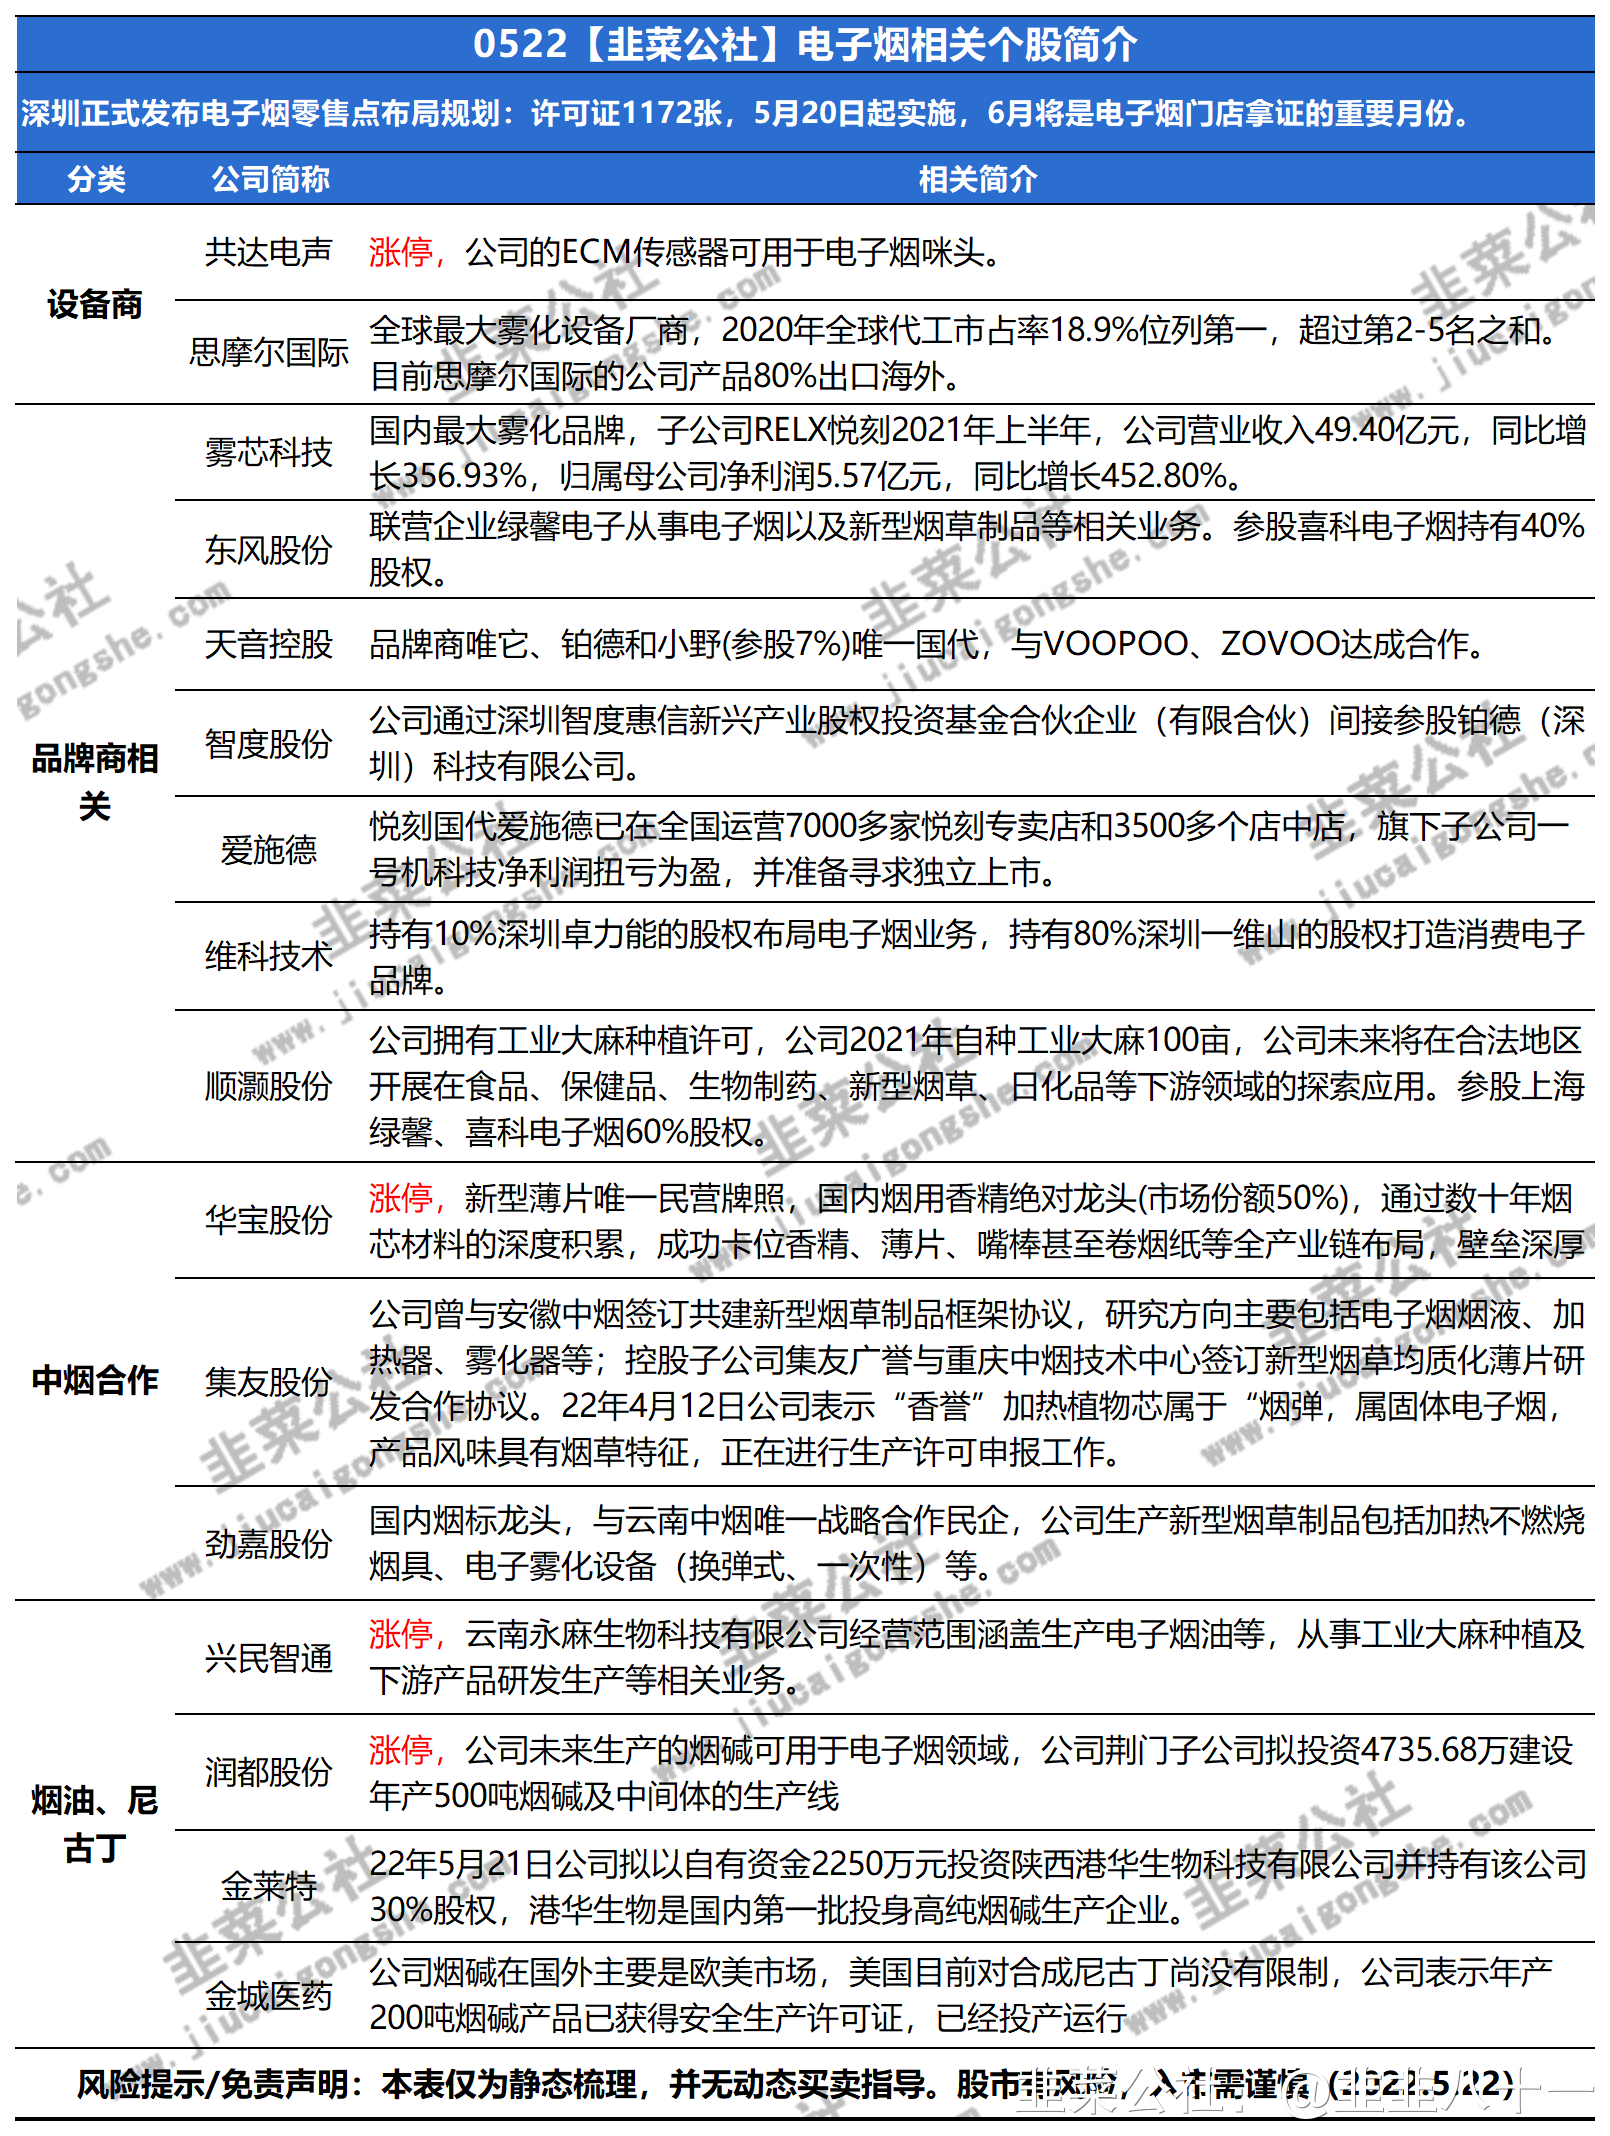 0522【韭菜公社】电子烟相关个股简介
深圳正式发布电子烟零售点布局规划：许可证1172张，5月20日起实施，6月将是电子烟门店拿证的重要月份。
分类 公司简称 相关简介
设备商
共达电声 涨停，公司的ECM传感器可用于电子烟咪头。
思摩尔国际 全球最大雾化设备厂商，2020年全球代工市占率18.9%位列第一，超过第2-5名之和。
目前思摩尔国际的公司产品80%出口海外。
品牌商相
关
雾芯科技 国内最大雾化品牌，子公司RELX悦刻2021年上半年，公司营业收入49.40亿元，同比增
长356.93%，归属母公司净利润5.57亿元，同比增长452.80%。
东风股份 联营企业绿馨电子从事电子烟以及新型烟草制品等相关业务。参股喜科电子烟持有40%
股权。
天音控股 品牌商唯它、铂德和小野(参股7%)唯一国代，与VOOPOO、ZOVOO达成合作。
智度股份 公司通过深圳智度惠信新兴产业股权投资基金合伙企业（有限合伙）间接参股铂德（深
圳）科技有限公司。
爱施德 悦刻国代爱施德已在全国运营7000多家悦刻专卖店和3500多个店中店，旗下子公司一
号机科技净利润扭亏为盈，并准备寻求独立上市。
维科技术 持有10%深圳卓力能的股权布局电子烟业务，持有80%深圳一维山的股权打造消费电子
品牌。
顺灏股份 公司拥有工业大麻种植许可，公司2021年自种工业大麻100亩，公司未来将在合法地区
开展在食品、保健品、生物制药、新型烟草、日化品等下游领域的探索应用。参股上海
绿馨、喜科电子烟60%股权。
中烟合作
华宝股份 涨停，新型薄片唯一民营牌照，国内烟用香精绝对龙头(市场份额50%)，通过数十年烟
芯材料的深度积累，成功卡位香精、薄片、嘴棒甚至卷烟纸等全产业链布局，壁垒深厚
集友股份 公司曾与安徽中烟签订共建新型烟草制品框架协议，研究方向主要包括电子烟烟液、加
热器、雾化器等；控股子公司集友广誉与重庆中烟技术中心签订新型烟草均质化薄片研
发合作协议。22年4月12日公司表示“香誉”加热植物芯属于“烟弹，属固体电子烟，
产品风味具有烟草特征，正在进行生产许可申报工作。
劲嘉股份 国内烟标龙头，与云南中烟唯一战略合作民企，公司生产新型烟草制品包括加热不燃烧
烟具、电子雾化设备（换弹式、一次性）等。
烟油、尼
古丁
兴民智通 涨停，云南永麻生物科技有限公司经营范围涵盖生产电子烟油等，从事工业大麻种植及
下游产品研发生产等相关业务。
润都股份 涨停，公司未来生产的烟碱可用于电子烟领域，公司荆门子公司拟投资4735.68万建设
年产500吨烟碱及中间体的生产线
金莱特 22年5月21日公司拟以自有资金2250万元投资陕西港华生物科技有限公司并持有该公司
30%股权，港华生物是国内第一批投身高纯烟碱生产企业。
金城医药 公司烟碱在国外主要是欧美市场，美国目前对合成尼古丁尚没有限制，公司表示年产
200吨烟碱产品已获得安全生产许可证，已经投产运行
风险提示/免责声明：本表仅为静态梳理，并无动态买卖指导。股市有风险，入市需谨慎（2022.5.22）
韭菜公社：@韭韭八十一
韭菜公社
www.jiucaigongshe.com